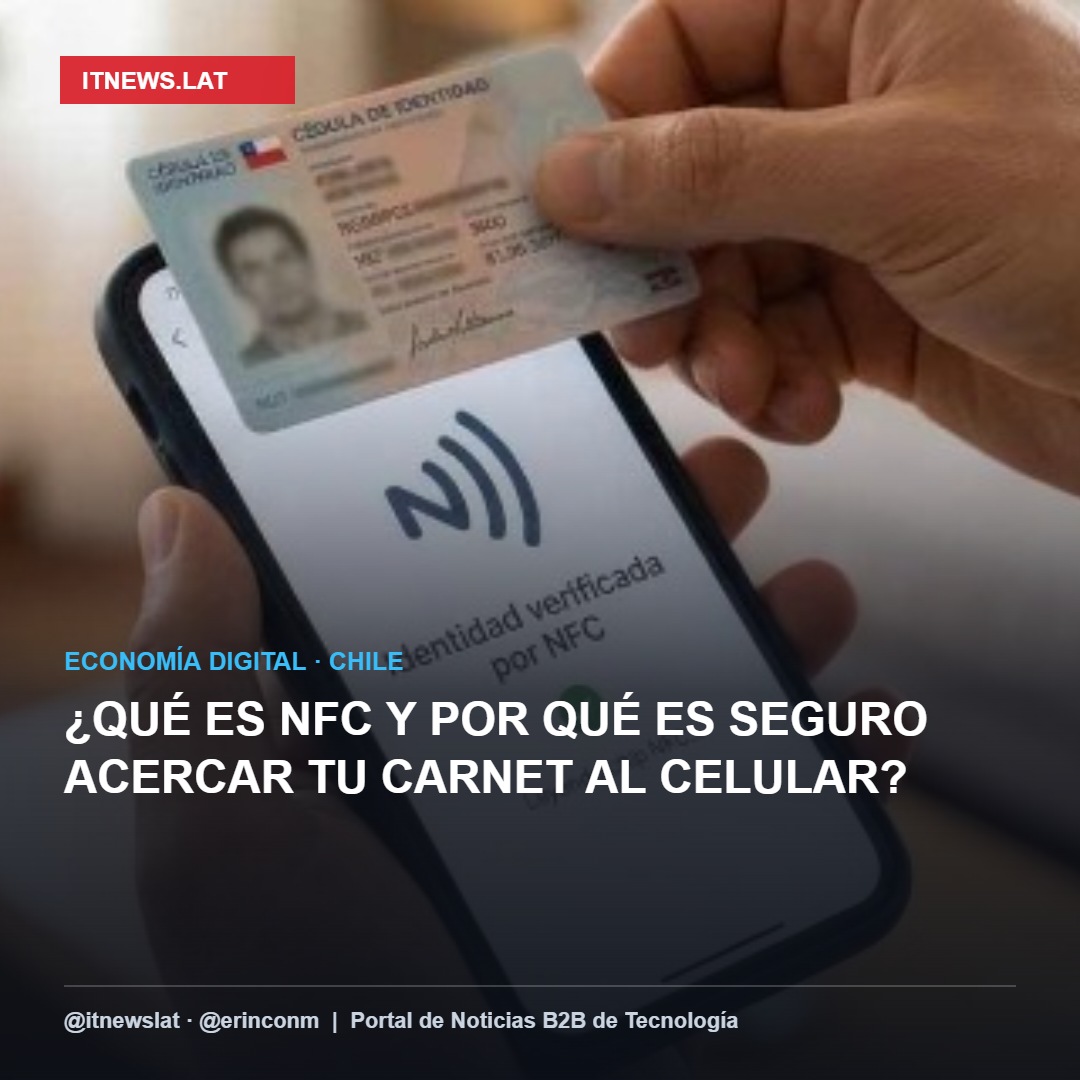 ITNEWS.LAT
CÉDULA DE IDENTIDAD
Identidad verificada
por NFC
ECONOMÍA DIGITAL · CHILE
¿QUÉ ES NFC Y POR QUÉ ES SEGURO
ACERCAR TU CARNET AL CELULAR?
@itnewslat · @erinconm | Portal de Noticias B2B de Tecnología